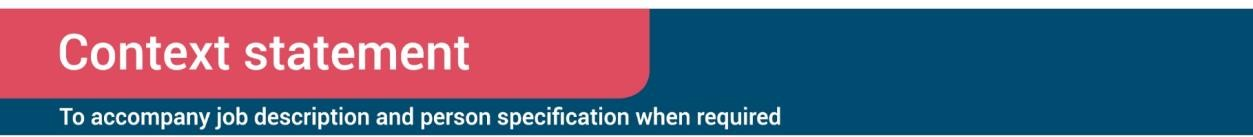 Context statement
To accompany job description and person specification when required